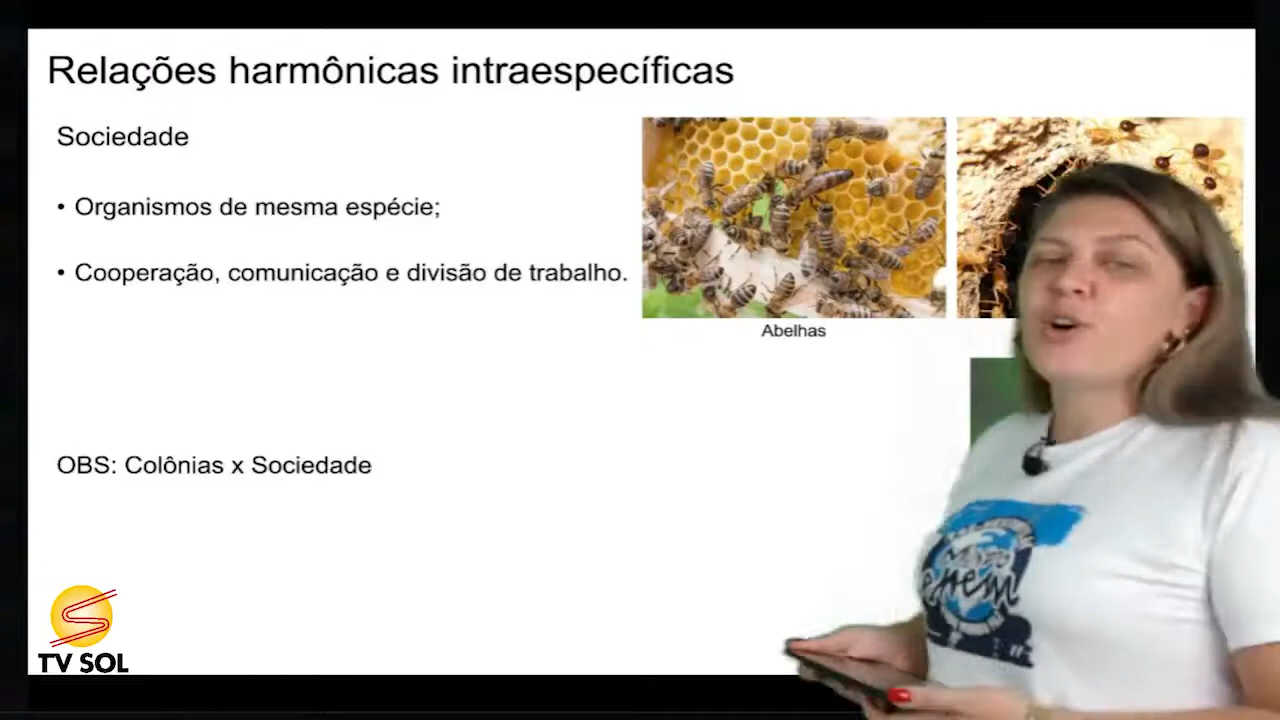 Relações harmônicas intraespecíficas
Sociedade
• Organismos de mesma espécie;
• Cooperação, comunicação e divisão de trabalho.
Abelhas
OBS: Colônias x Sociedade
enem
TV SOL